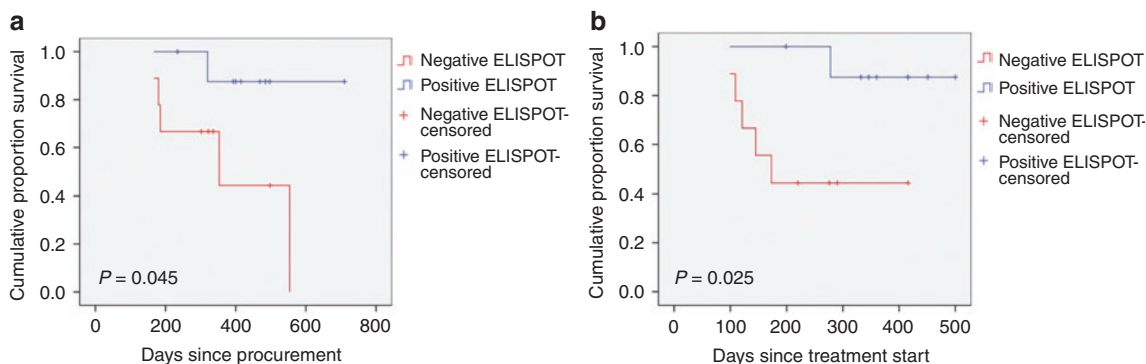 a
Cumulative proportion survival
1.0
0.8
0.6
0.4
0.2
0.0
0
200
400
600
800
P = 0.045
Days since procurement
Negative ELISPOT
Positive ELISPOT
Negative ELISPOT-
censored
Positive ELISPOT-
censored
b
Cumulative proportion survival
1.0
0.8
0.6
0.4
0.2
0.0
0
100
200
300
400
500
P = 0.025
Days since treatment start
Negative ELISPOT
Positive ELISPOT
Negative ELISPOT-
censored
Positive ELISPOT-
censored